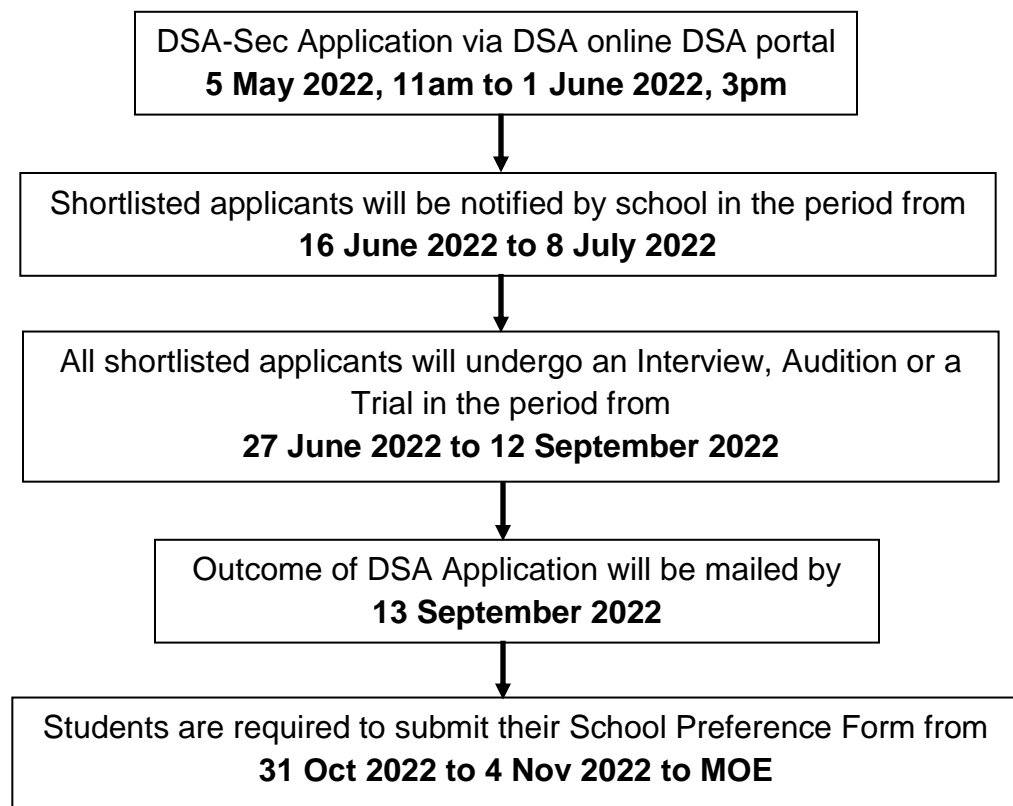 DSA-Sec Application via DSA online DSA portal
5 May 2022, 11am to 1 June 2022, 3pm
Shortlisted applicants will be notified by school in the period from
16 June 2022 to 8 July 2022
All shortlisted applicants will undergo an Interview, Audition or a
Trial in the period from
27 June 2022 to 12 September 2022
Outcome of DSA Application will be mailed by
13 September 2022
Students are required to submit their School Preference Form from
31 Oct 2022 to 4 Nov 2022 to MOE